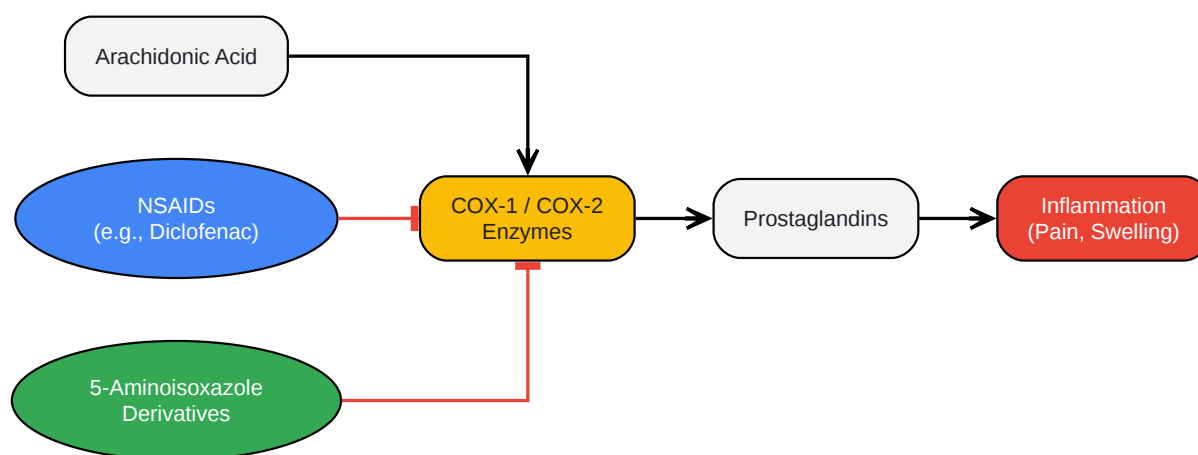 Arachidonic Acid
NSAIDs
(e.g., Diclofenac)
COX-1 / COX-2
Enzymes
Prostaglandins
Inflammation
(Pain, Swelling)
5-Aminoisoxazole
Derivatives